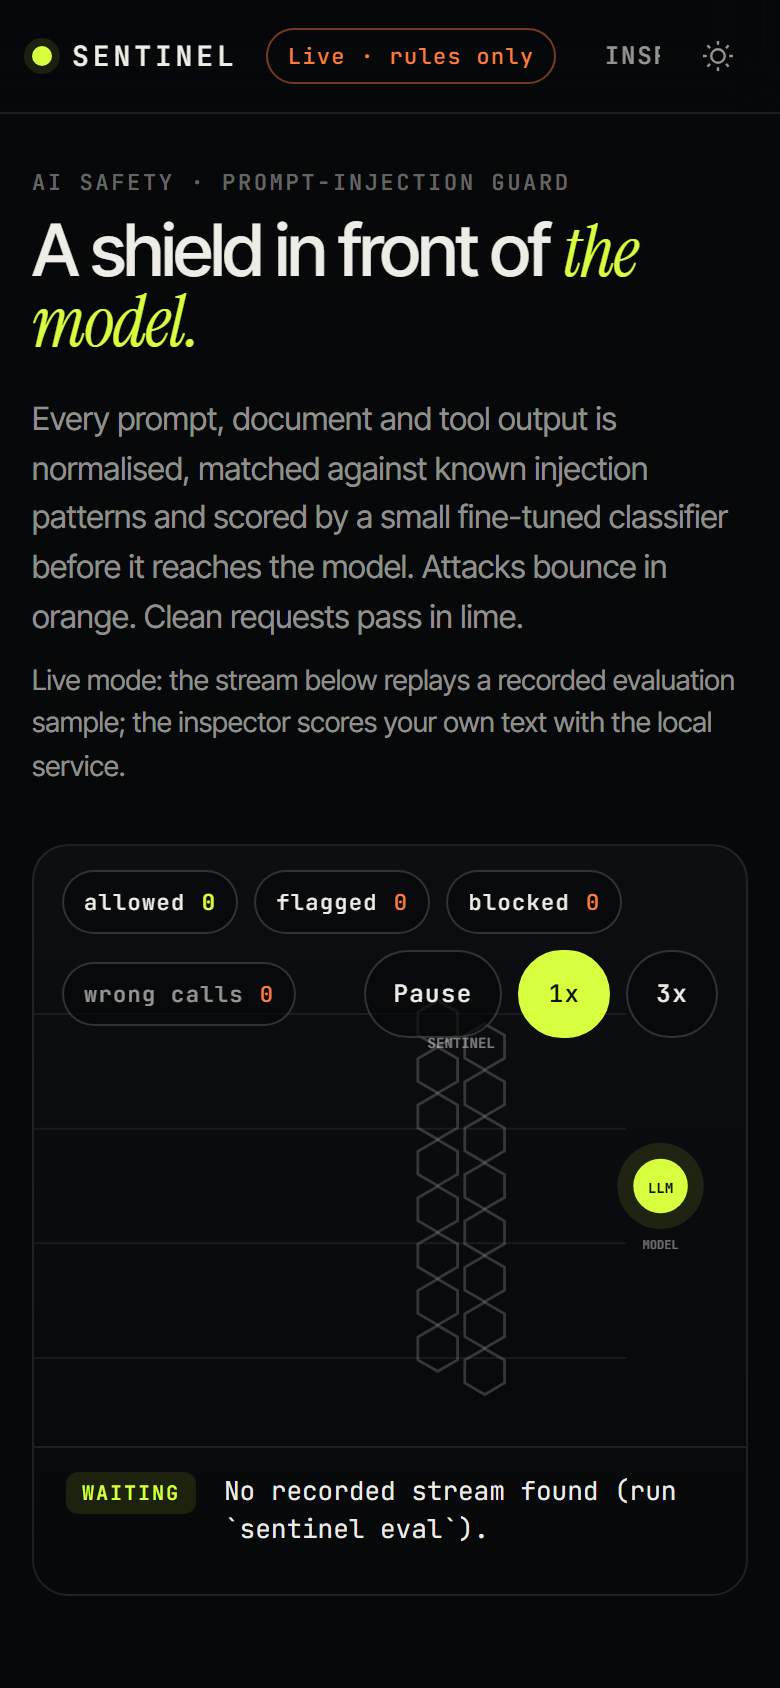 SENTINEL
Live · rules only
AI SAFETY · PROMPT-INJECTION GUARD
A shield in front of the
model.
Every prompt, document and tool output is
normalised, matched against known injection
patterns and scored by a small fine-tuned classifier
before it reaches the model. Attacks bounce in
orange. Clean requests pass in lime.
Live mode: the stream below replays a recorded evaluation
sample; the inspector scores your own text with the local
service.
allowed 0
flagged 0
blocked 0
wrong calls 0
Pause
1x
3x
SENTINEL
LLM
MODEL
WAITING
No recorded stream found (run
`sentinel eval`).